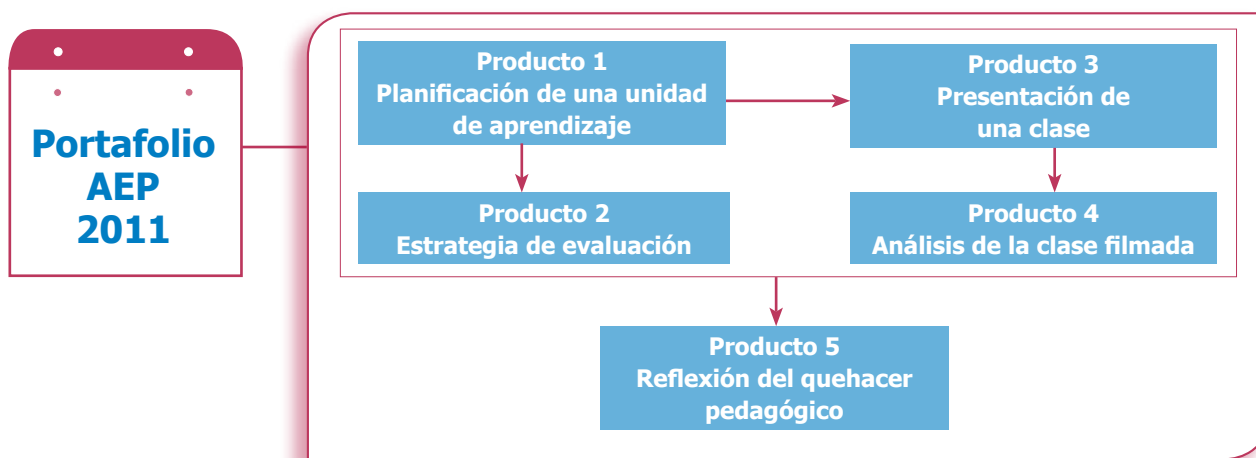 Portafolio
AEP
2011
Producto 1
Planificación de una unidad
de aprendizaje
Producto 2
Estrategia de evaluación
Producto 3
Presentación de
una clase
Producto 4
Análisis de la clase filmada
Producto 5
Reflexión del quehacer
pedagógico